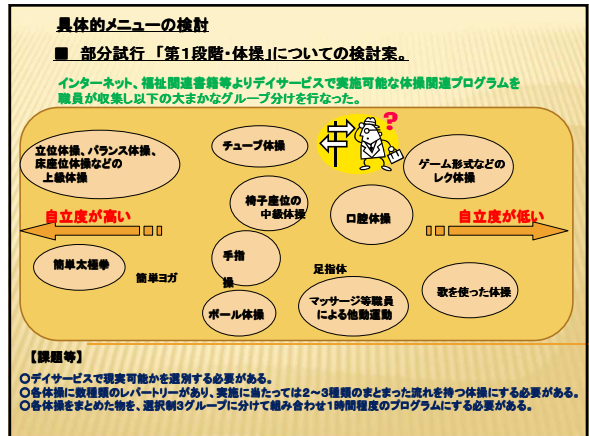 具体的メニューの検討
■ 部分試行 「第１段階・体操」についての検討案。
インターネット、福祉関連書籍等よりデイサービスで実施可能な体操関連プログラムを
職員が収集し以下の大まかなグループ分けを行なった。
立位体操、バランス体操、
床座位体操などの
上級体操
チューブ体操
?
ゲーム形式などの
レク体操
椅子座位の
中級体操
口腔体操
自立度が高い
自立度が低い
簡単太極拳
簡単ヨガ
手指
操
足指体
ボール体操
マッサージ等職員
による他動運動
歌を使った体操
【課題等】
○デイサービスで現実可能かを選別する必要がある。
○各体操に数種類のレパートリーがあり、実施に当たっては２～３種類のまとまった流れを持つ体操にする必要がある。
○各体操をまとめた物を、選択制3グループに分けて組み合わせ１時間程度のプログラムにする必要がある。